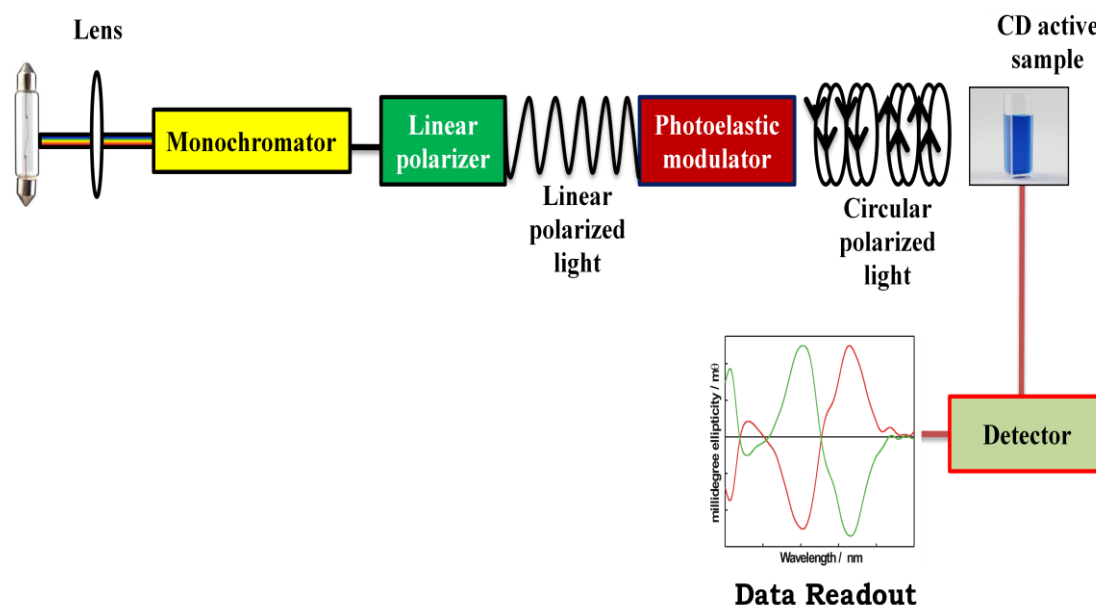 Lens
CD active
sample
Monochromator
Linear
polarizer
Photoelastic
modulator
Linear
polarized
light
Circular
polarized
light
Detector
millidegree ellipticity / mθ
Wavelength / nm
Data Readout